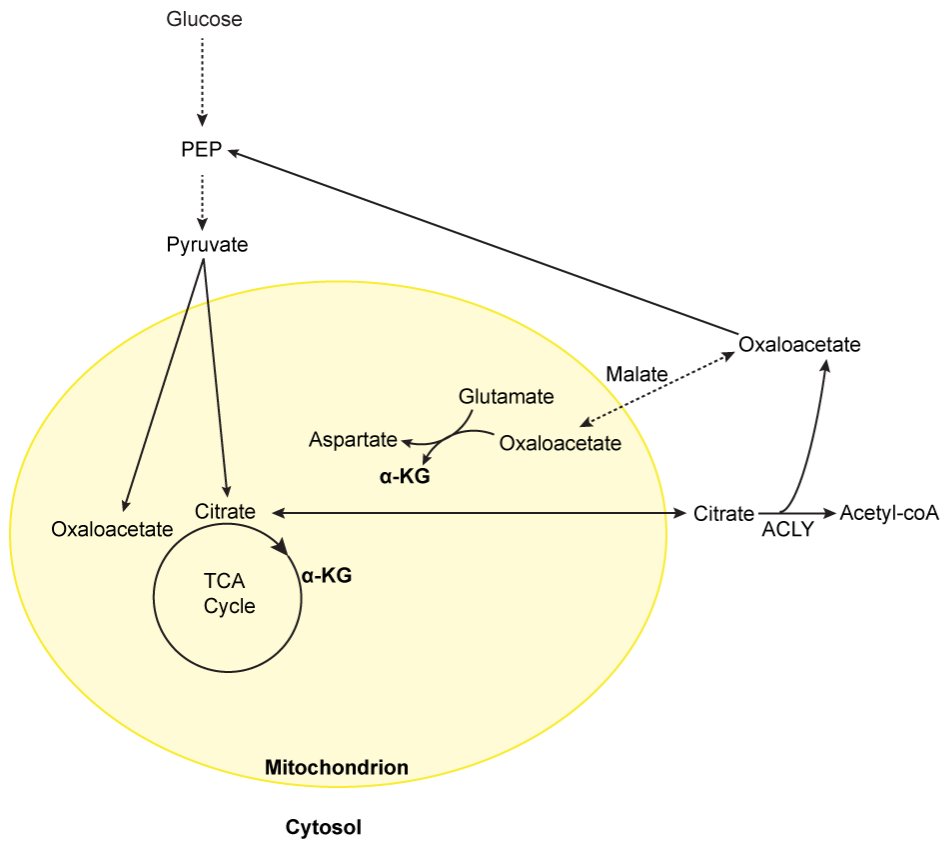 Glucose
PEP
Pyruvate
Oxaloacetate
Malate
Glutamate
Aspartate
Oxaloacetate
α-KG
Citrate
Citrate
Acetyl-coA
ACLY
Oxaloacetate
α-KG
TCA
Cycle
Mitochondrion
Cytosol